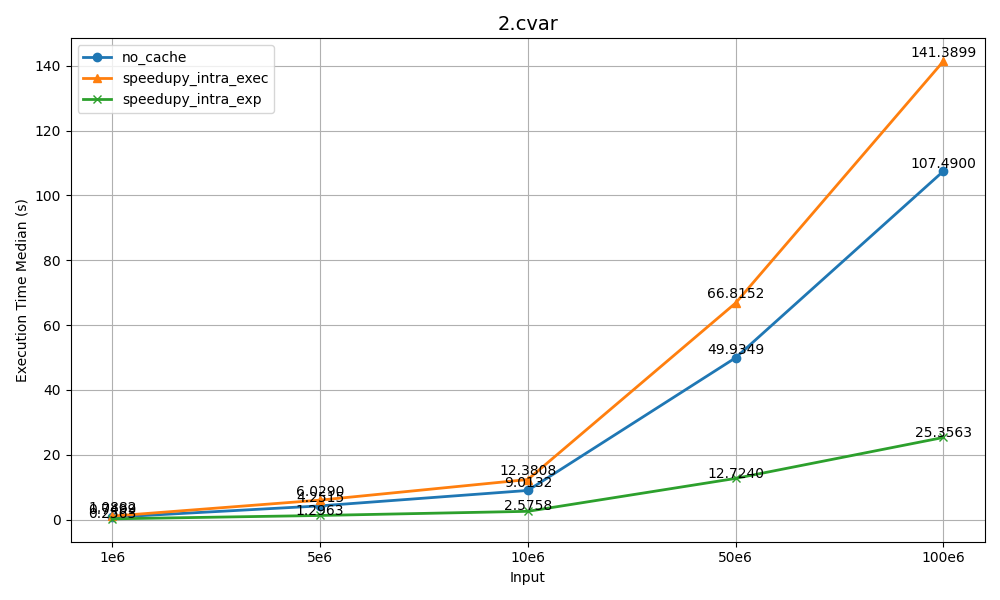 2.cvar
no_cache
speedupy_intra_exec
speedupy_intra_exp
Execution Time Median (s)
140
120
100
80
60
40
20
0
141.3899
107.4900
66.8152
49.9349
25.3563
12.7240
12.3808
9.0132
2.5758
6.0290
4.2515
1.2963
1e6
5e6
10e6
50e6
100e6
Input